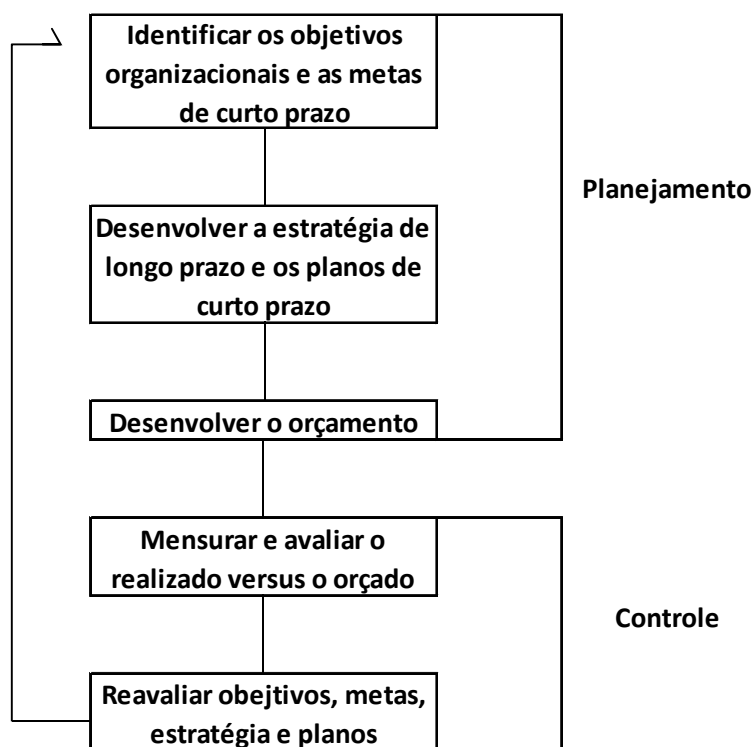 Identificar os objetivos
organizacionais e as metas
de curto prazo
Planejamento
Desenvolver a estratégia de
longo prazo e os planos de
curto prazo
Desenvolver o orçamento
Mensurar e avaliar o
realizado versus o orçado
Controle
Reavaliar obejtivos, metas,
estratégia e planos